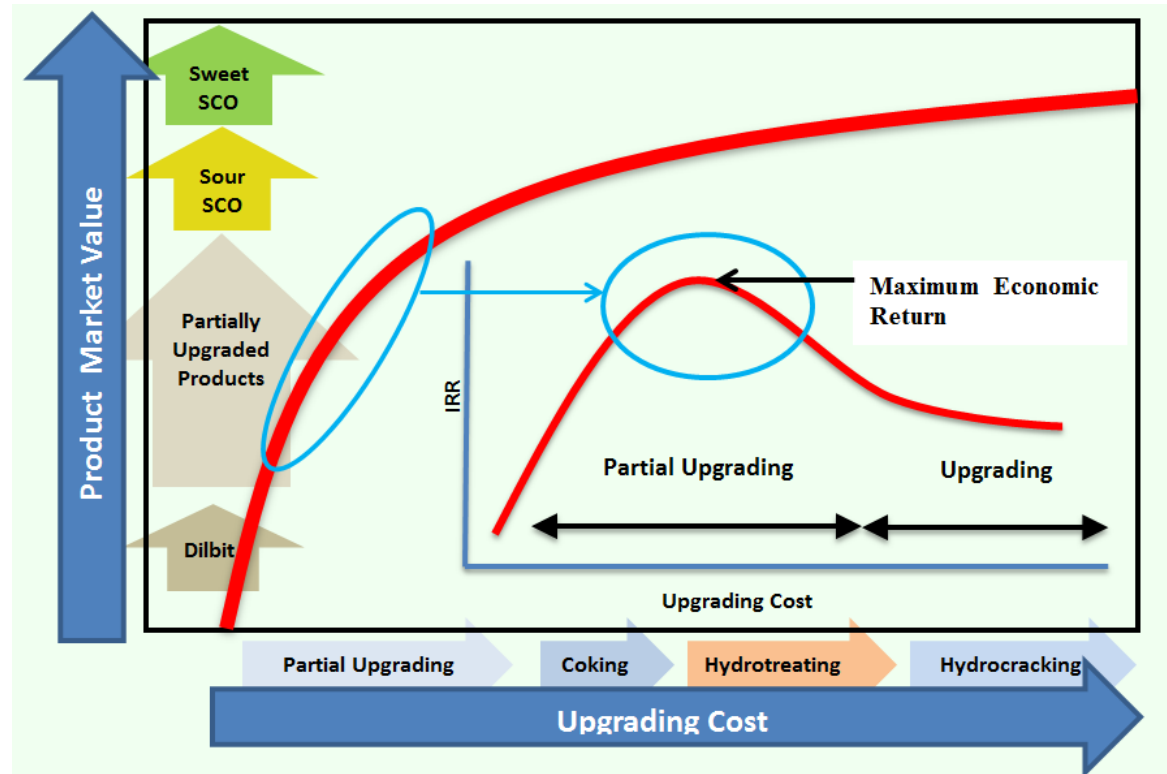 Product Market Value
Sweet
SCO
Sour
SCO
Partially
Upgraded
Products
Dilbit
IRR
Maximum Economic
Return
Partial Upgrading
Upgrading
Upgrading Cost
Partial Upgrading
Coking
Hydrotreating
Hydrocracking
Upgrading Cost